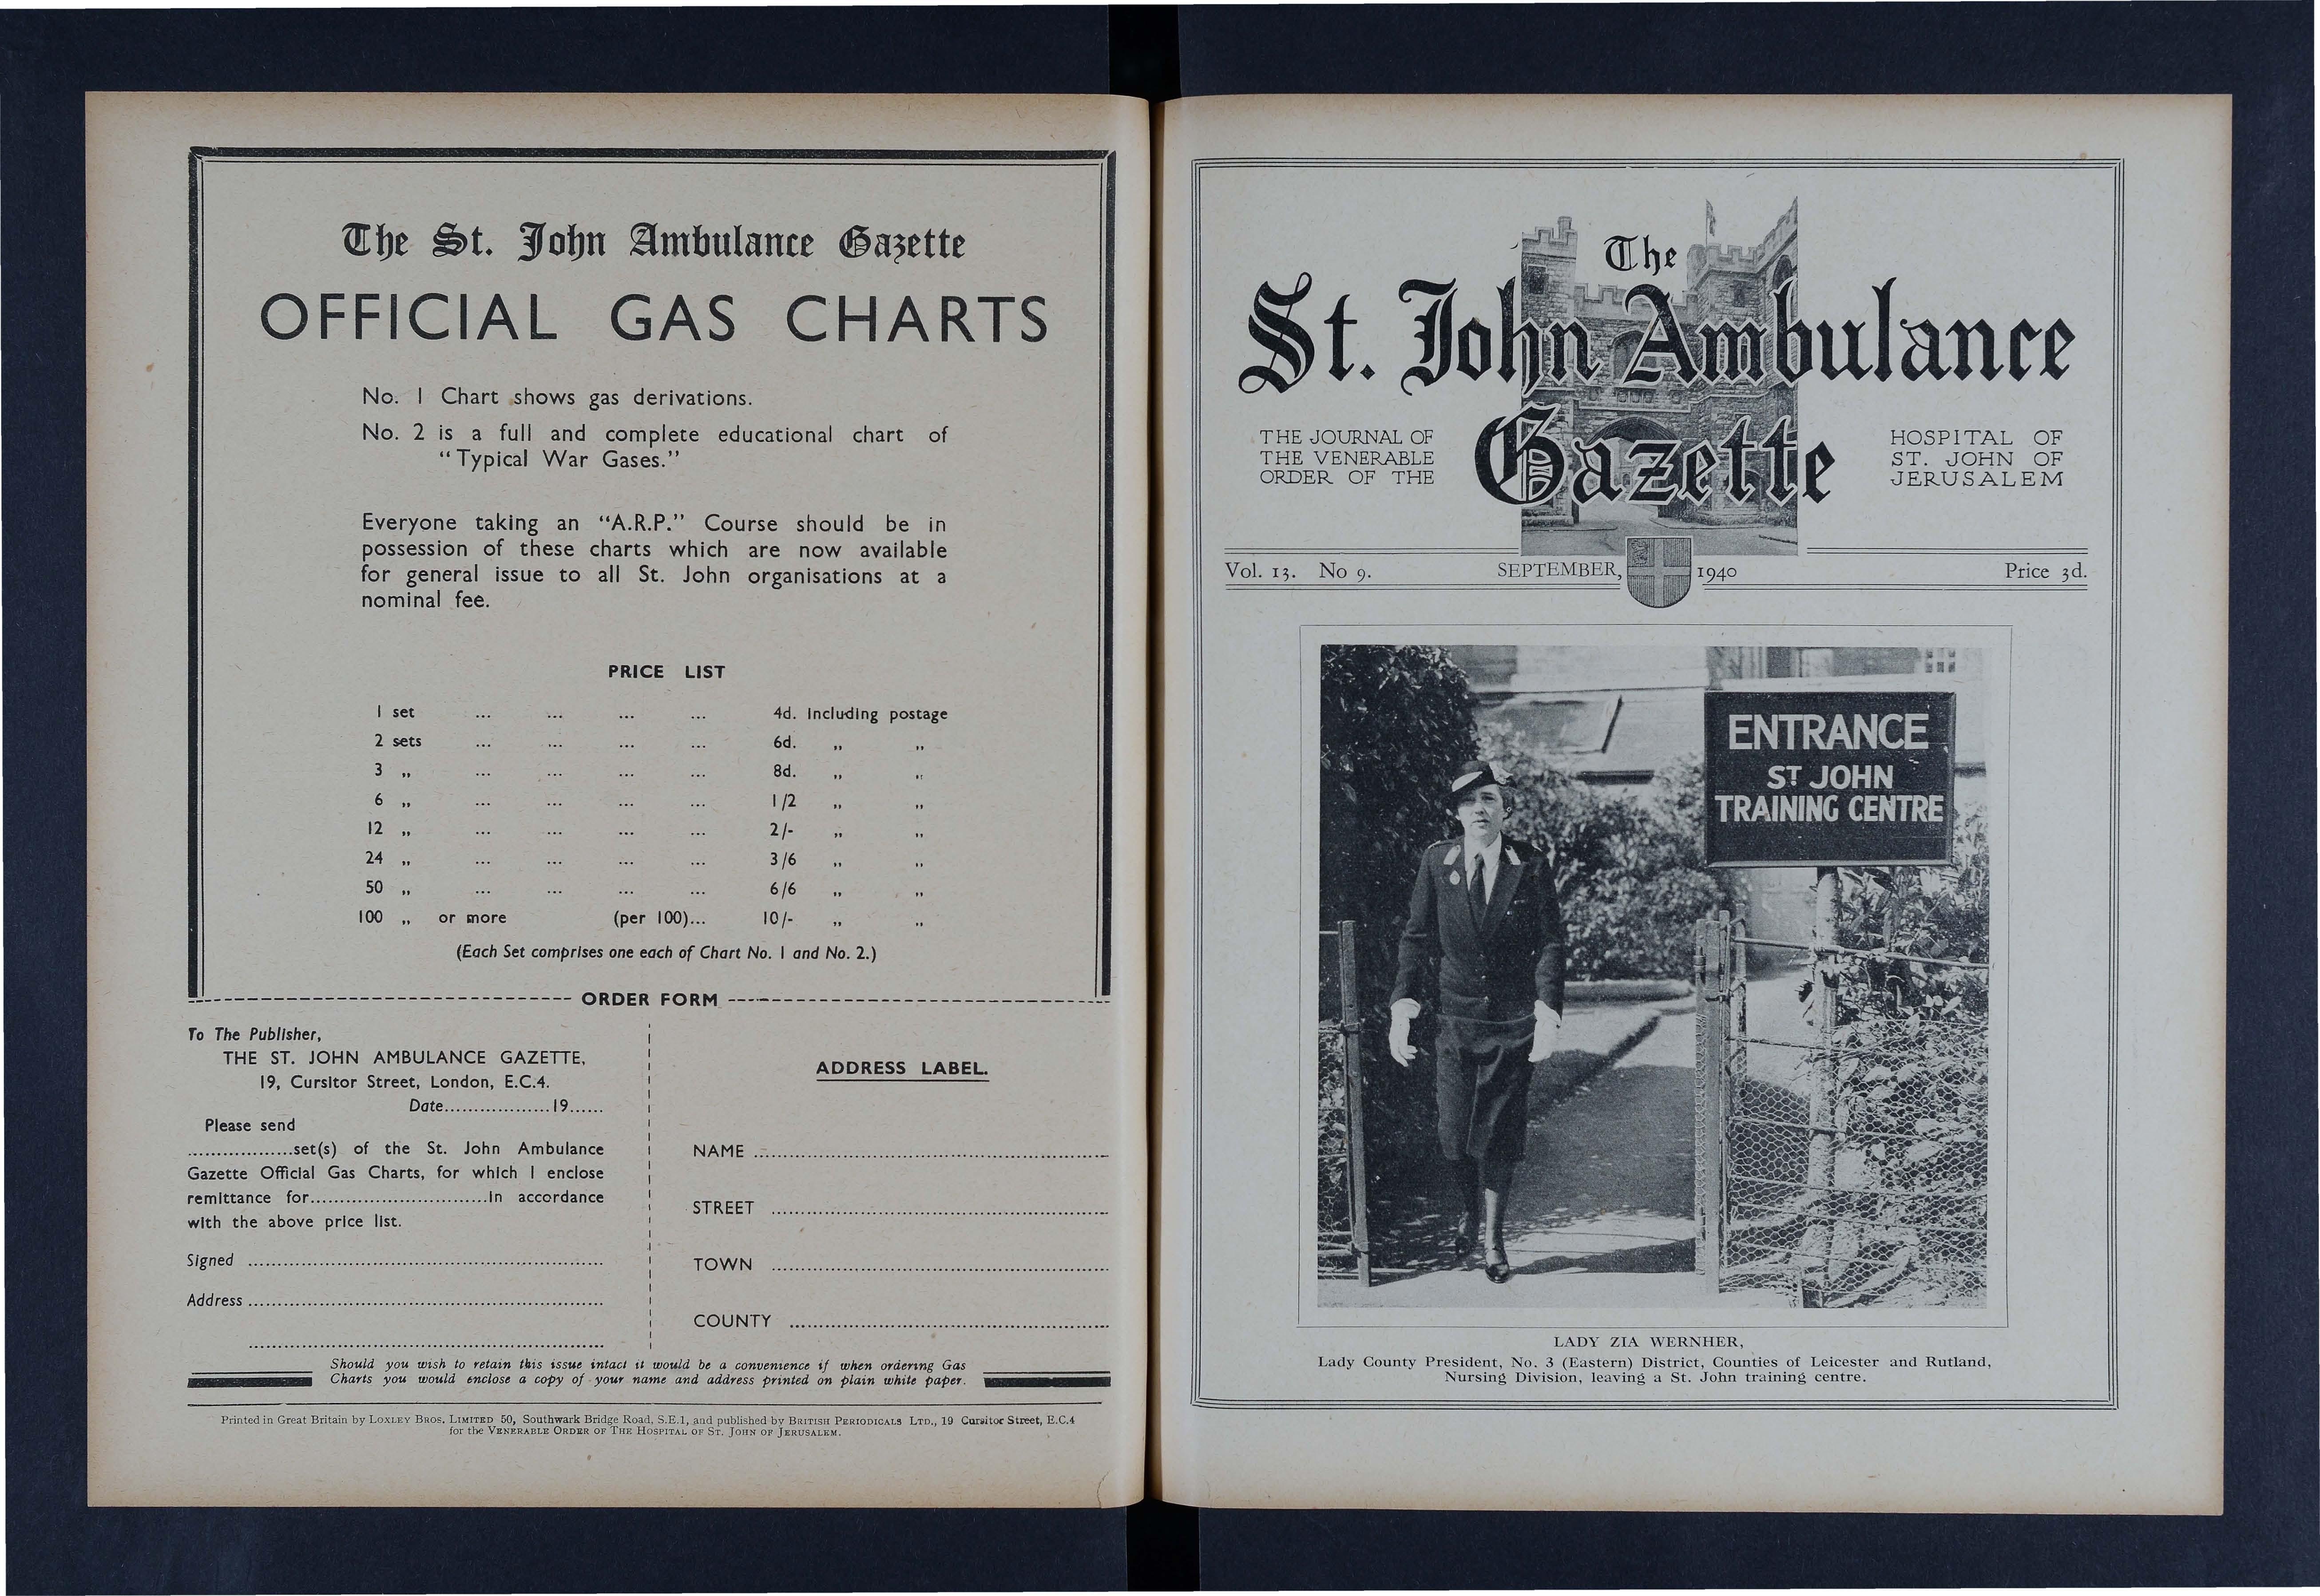 The St. John Ambulance Gazette
OFFICIAL GAS CHARTS
No. 1 Chart shows gas derivations.
No. 2 is a full and complete educational chart of
“Typical War Gases.”
Everyone taking an “A.R.P.” Course should be in
possession of these charts which are now available
for general issue to all St. John organisations at a
nominal fee.
PRICE LIST
1 set ... ... ... ... 4d. including postage
2 sets ... ... ... ... 6d. ,, ,,
3 ,, ... ... ... ... 8d. ,, ,,
6 ,, ... ... ... ... 1/2 ,, ,,
12 ,, ... ... ... ... 2/- ,, ,,
24 ,, ... ... ... ... 3/6 ,, ,,
50 ,, ... ... ... ... 6/6 ,, ,,
100 ,, or more (per 100)... 10/- ,, ,,
(Each Set comprises one each of Chart No. 1 and No. 2.)
ORDER FORM
To The Publisher,
THE ST. JOHN AMBULANCE GAZETTE,
19, Cursitor Street, London, E.C.4.
Date..................19......
Please send
..................set(s) of the St. John Ambulance
Gazette Official Gas Charts, for which I enclose
remittance for..............................in accordance
with the above price list.
Signed ............................................................
Address ............................................................
............................................................
ADDRESS LABEL.
NAME ............................................................
STREET ............................................................
TOWN ............................................................
COUNTY ............................................................
Should you wish to retain this issue intact it would be a convenience if when ordering Gas
Charts you would enclose a copy of your name and address printed on plain white paper.
Printed in Great Britain by LOXLEY BROS. LIMITED 50, Southwark Bridge Road, S.E.1, and published by BRITISH PERIODICALS LTD., 19 Cursitor Street, E.C.4
for the VENERABLE ORDER OF THE HOSPITAL OF ST. JOHN OF JERUSALEM.
The
St. John Ambulance
Gazette
THE JOURNAL OF
THE VENERABLE
ORDER OF THE
HOSPITAL OF
ST. JOHN OF
JERUSALEM
Vol. 13. No 9. SEPTEMBER, 1940 Price 3d.
ENTRANCE
ST JOHN
TRAINING CENTRE
LADY ZIA WERNHER,
Lady County President, No. 3 (Eastern) District, Counties of Leicester and Rutland,
Nursing Division, leaving a St. John training centre.